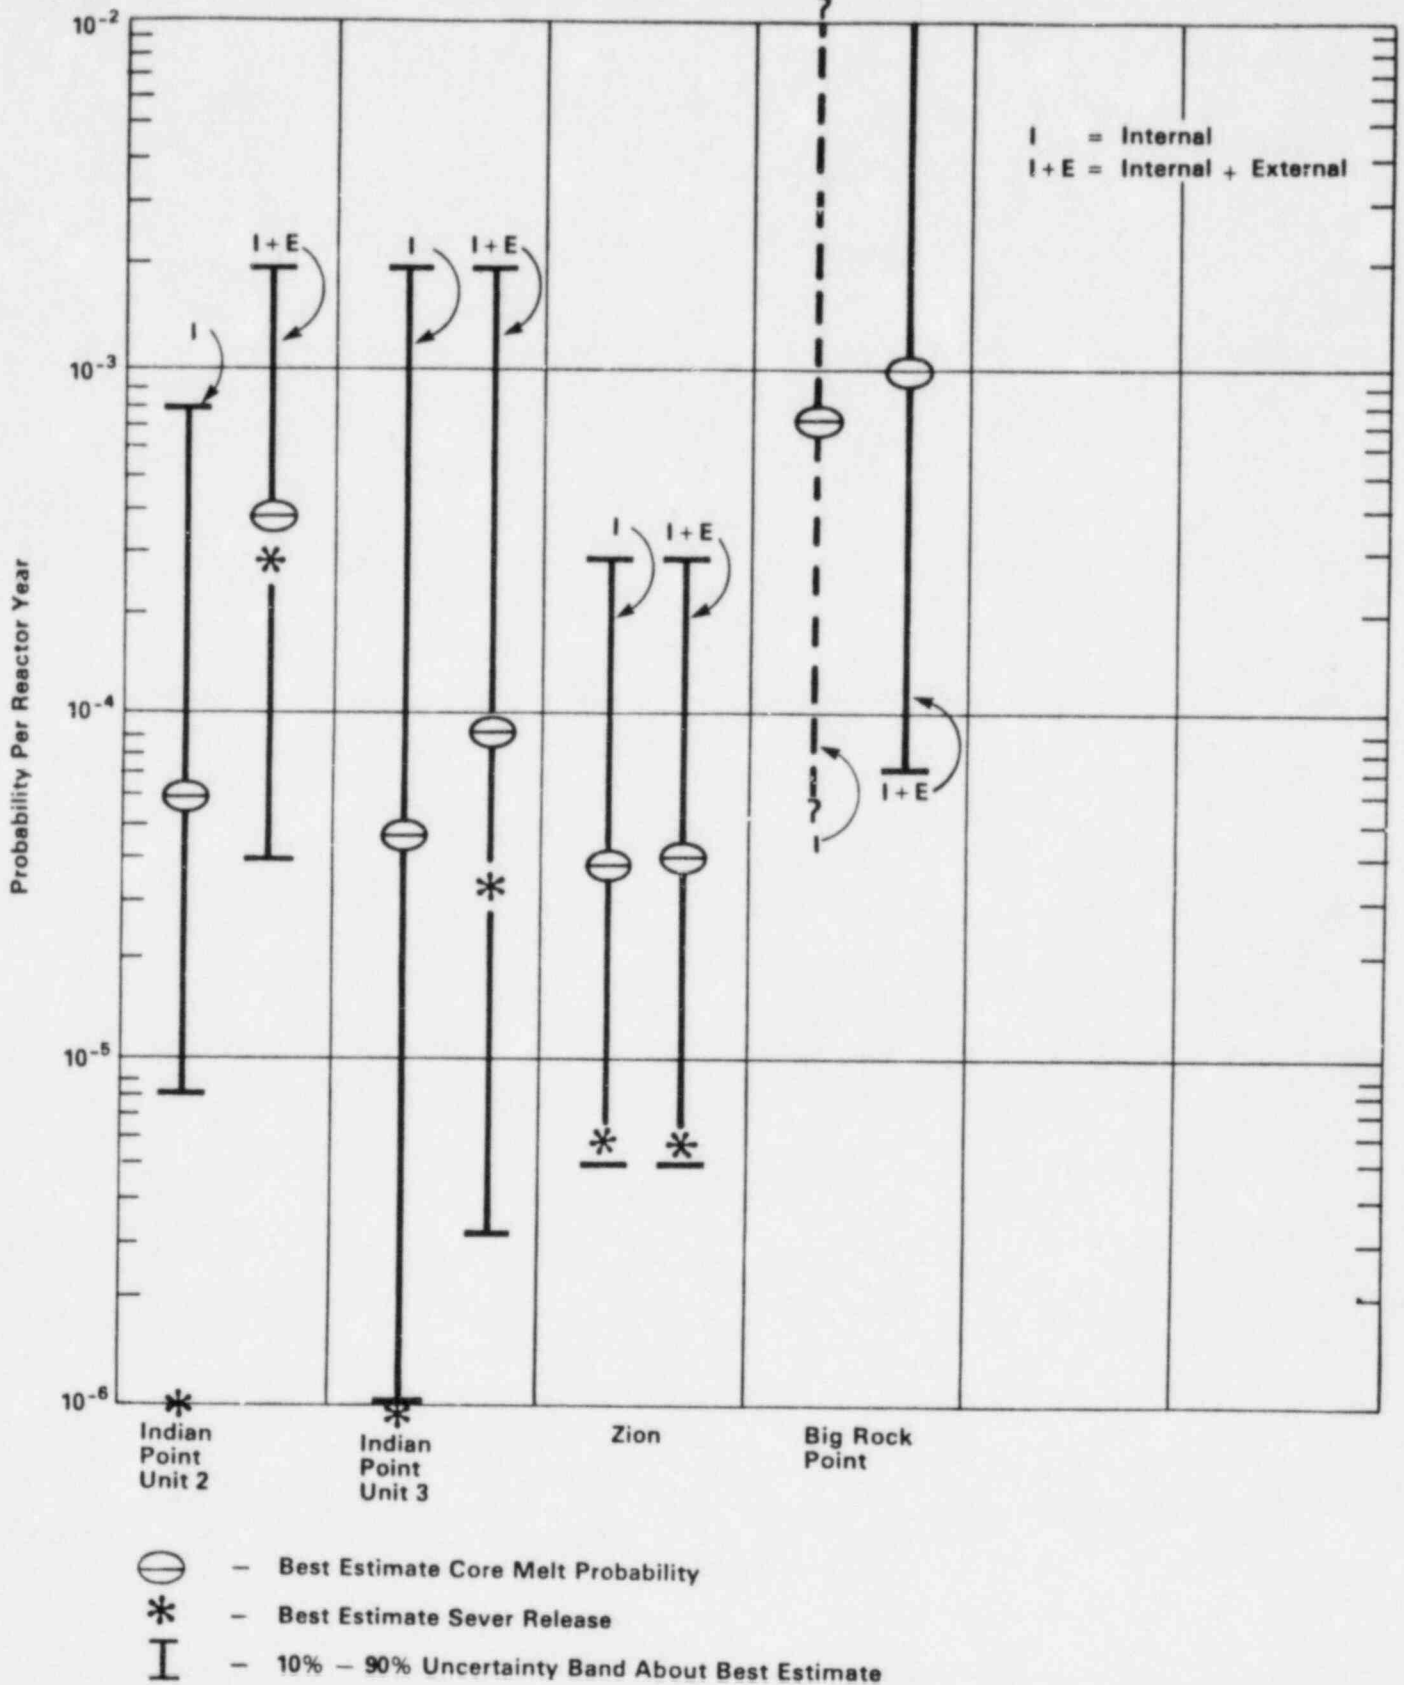 ?
10-2
I = Internal
I + E = Internal + External
I + E
I
I + E
I
10-3
I
I + E
Probability Per Reactor Year
10-4
I + E
?
I
10-5
10-6
Indian
Point
Unit 2
Indian
Point
Unit 3
Zion
Big Rock
Point
— Best Estimate Core Melt Probability
— Best Estimate Sever Release
— 10% — 90% Uncertainty Band About Best Estimate